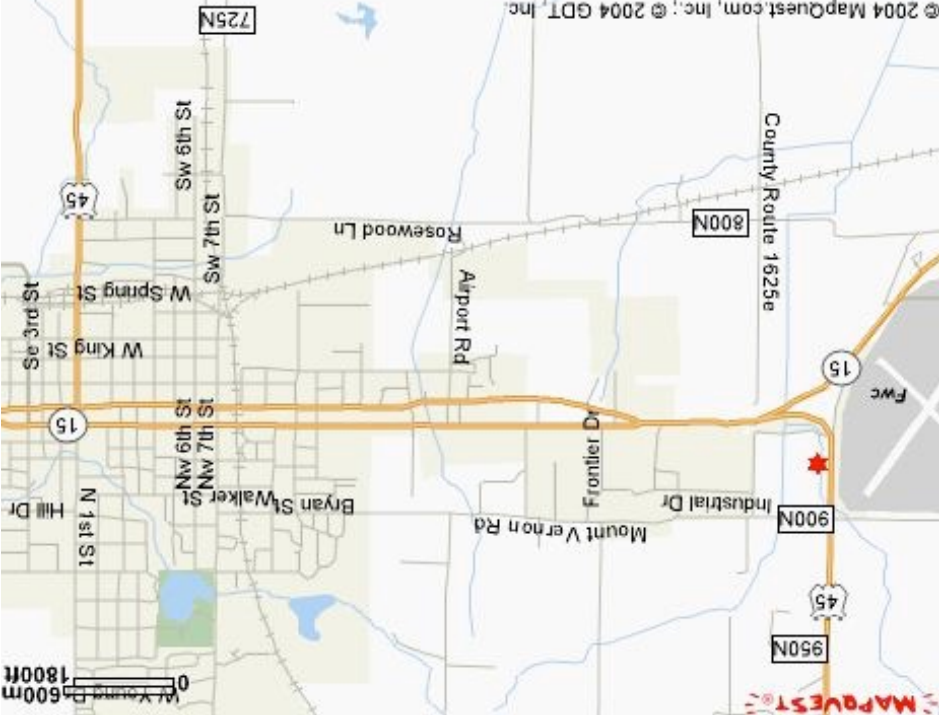 MAPQUEST®
950N
45
900N
Industrial Dr
Mount Vernon Rd
Frontier Dr
15
Fwc
County Route 1625e
800N
Airport Rd
Rosewood Ln
W Young Dr
0
600m
1800ft
N 1st St
Hill Dr
Walker St
Bryan St
Nw 6th St
Nw 7th St
15
W King St
Se 3rd St
W Spring St
Sw 7th St
Sw 6th St
45
725N
© 2004 MapQuest.com, Inc.; © 2004 GDT, Inc.